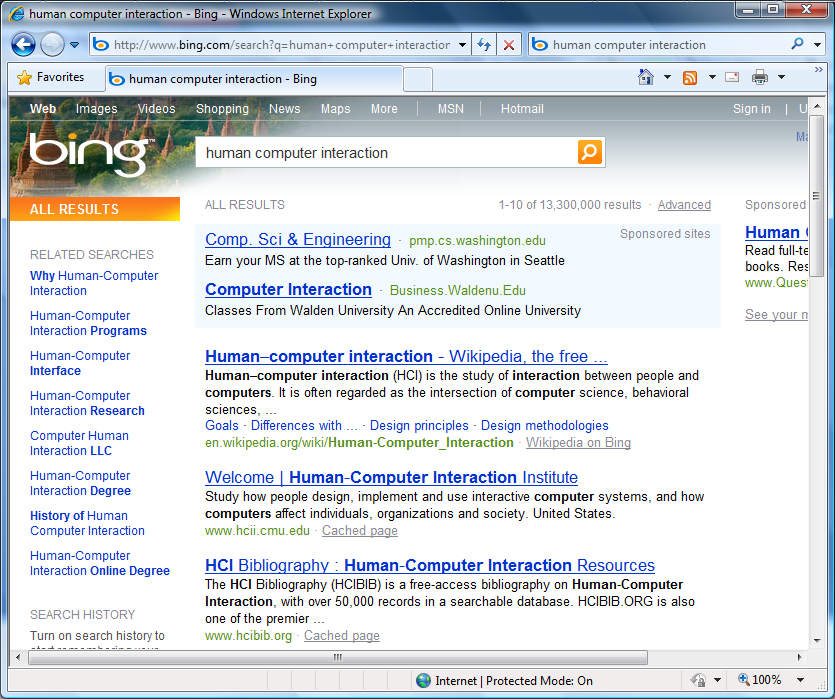 human computer interaction - Bing - Windows Internet Explorer
http://www.bing.com/search?q=human+computer+interaction
human computer interaction
Favorites
human computer interaction - Bing
Web Images Videos Shopping News Maps More | MSN | Hotmail
Sign in | U
bing™
human computer interaction
Ma
ALL RESULTS
ALL RESULTS
1-10 of 13,300,000 results · Advanced
RELATED SEARCHES
Why Human-Computer
Interaction
Human-Computer
Interaction Programs
Human-Computer
Interface
Human-Computer
Interaction Research
Computer Human
Interaction LLC
Human-Computer
Interaction Degree
History of Human
Computer Interaction
Human-Computer
Interaction Online Degree
SEARCH HISTORY
Turn on search history to
start remembering your
Sponsored sites
Comp. Sci & Engineering · pmp.cs.washington.edu
Earn your MS at the top-ranked Univ. of Washington in Seattle
Computer Interaction · Business.Waldenu.Edu
Classes From Walden University An Accredited Online University
Human–computer interaction - Wikipedia, the free ...
Human–computer interaction (HCI) is the study of interaction between people and
computers. It is often regarded as the intersection of computer science, behavioral
sciences, ...
Goals · Differences with ... · Design principles · Design methodologies
en.wikipedia.org/wiki/Human-Computer_Interaction · Wikipedia on Bing
Welcome | Human-Computer Interaction Institute
Study how people design, implement and use interactive computer systems, and how
computers affect individuals, organizations and society. United States.
www.hcii.cmu.edu · Cached page
HCI Bibliography : Human-Computer Interaction Resources
The HCI Bibliography (HCIBIB) is a free-access bibliography on Human-Computer
Interaction, with over 50,000 records in a searchable database. HCIBIB.ORG is also
one of the premier ...
www.hcibib.org · Cached page
Sponsored
Human
Read full-te
books. Res
www.Ques
See your m
Internet | Protected Mode: On
100%